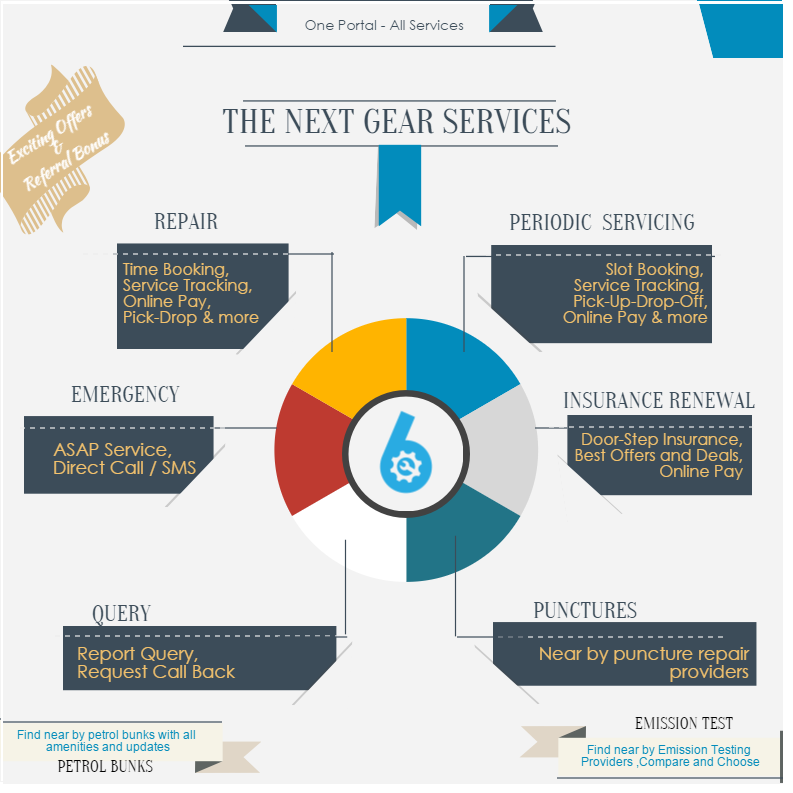 One Portal - All Services
THE NEXT GEAR SERVICES
Exciting Offers
&
Referral Bonus
REPAIR
Time Booking,
Service Tracking,
Online Pay,
Pick-Drop & more
PERIODIC SERVICING
Slot Booking,
Service Tracking,
Pick-Up-Drop-Off,
Online Pay & more
EMERGENCY
ASAP Service,
Direct Call / SMS
INSURANCE RENEWAL
Door-Step Insurance,
Best Offers and Deals,
Online Pay
6
QUERY
Report Query,
Request Call Back
PUNCTURES
Near by puncture repair
providers
Find near by petrol bunks with all
amenities and updates
PETROL BUNKS
EMISSION TEST
Find near by Emission Testing
Providers ,Compare and Choose